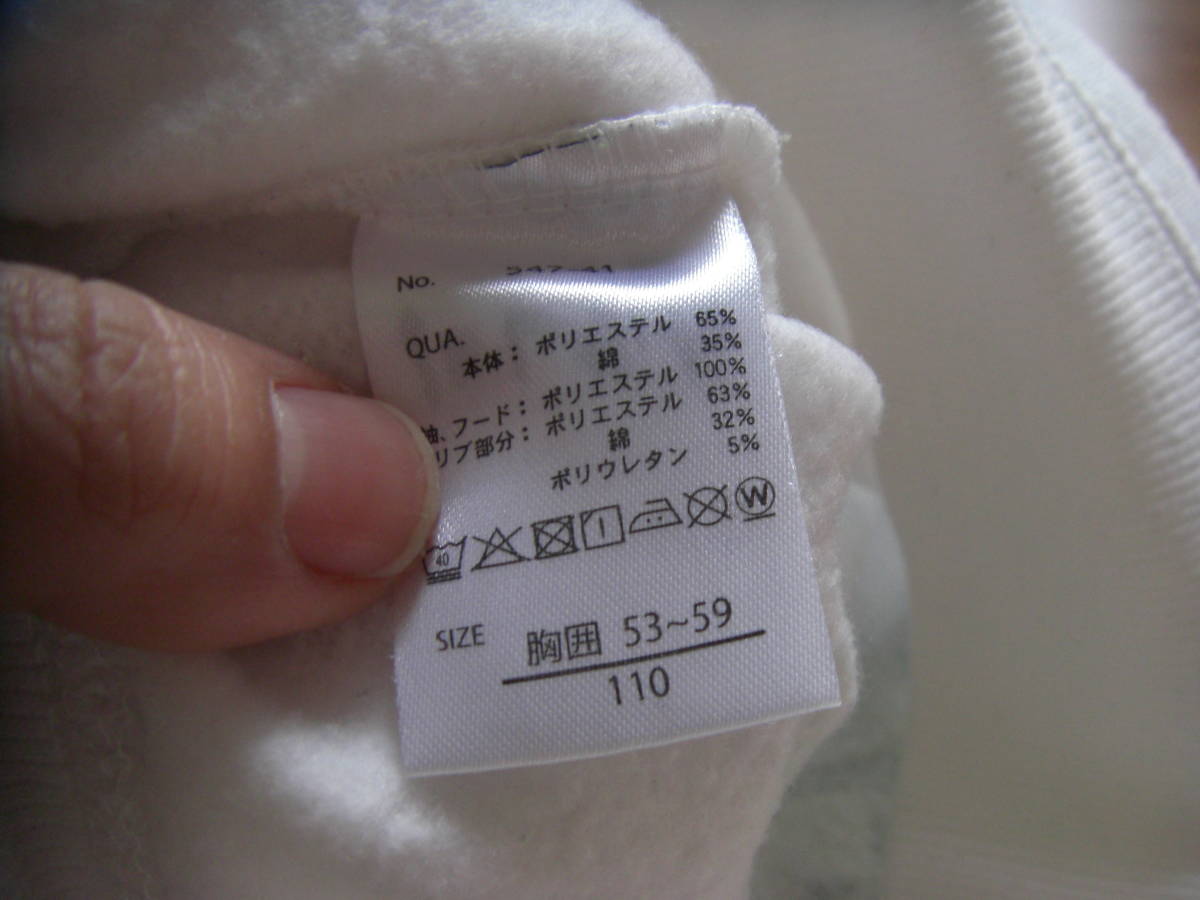 No.
QUA.
本体： ポリエステル 65%
綿 35%
フード： ポリエステル 100%
リブ部分： ポリエステル 63%
綿 32%
ポリウレタン 5%
40 W
SIZE 胸囲 53~59
110